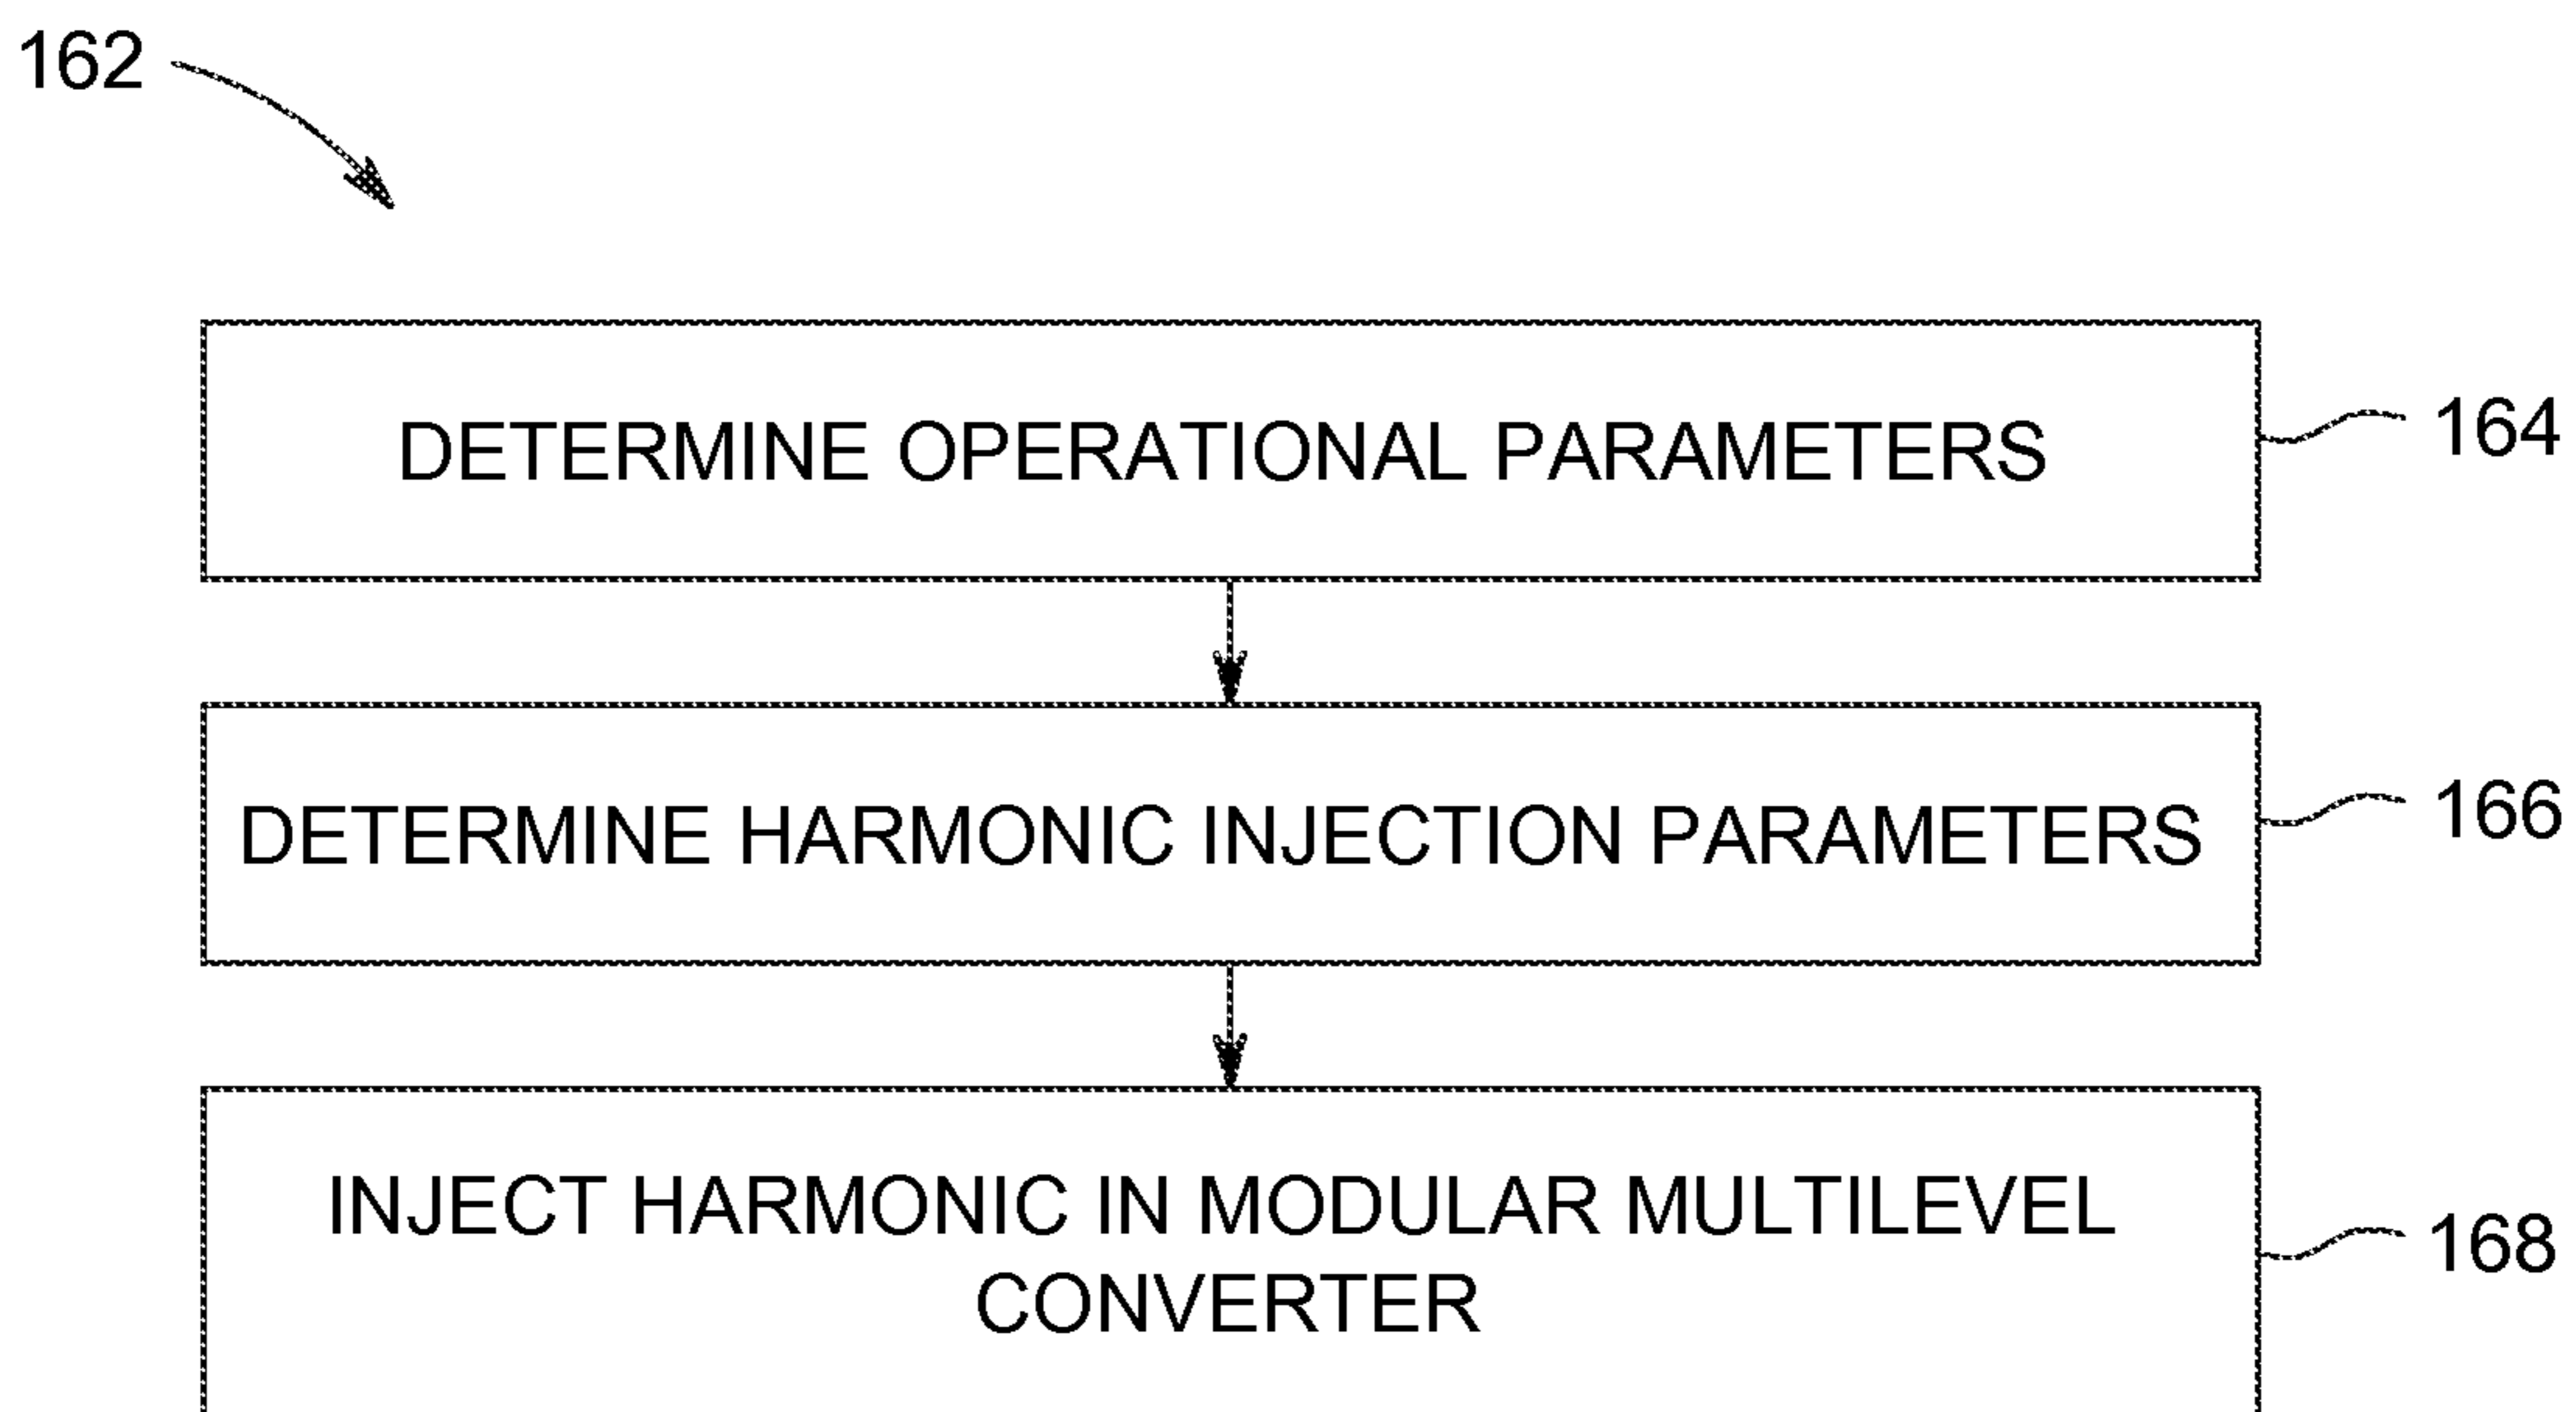 162
DETERMINE OPERATIONAL PARAMETERS
164
DETERMINE HARMONIC INJECTION PARAMETERS
166
INJECT HARMONIC IN MODULAR MULTILEVEL
CONVERTER
168